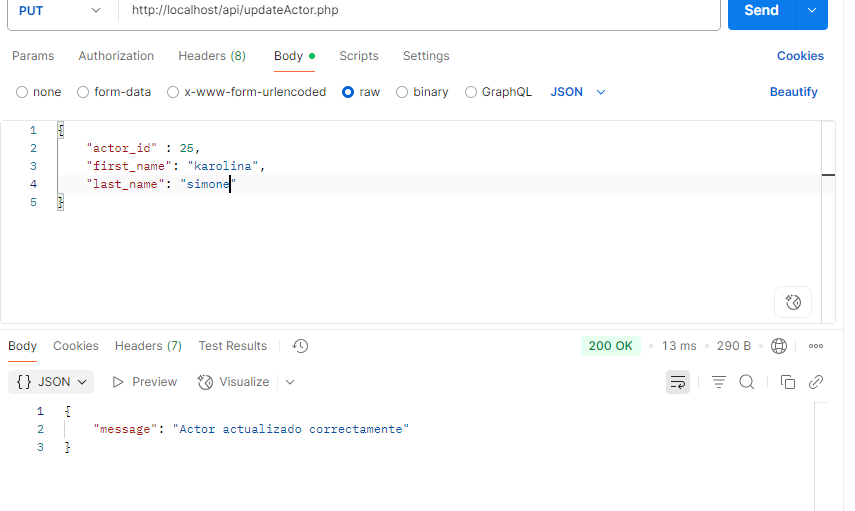 PUT http://localhost/api/updateActor.php Send
Params Authorization Headers (8) Body Scripts Settings Cookies
none form-data x-www-form-urlencoded raw binary GraphQL JSON Beautify
1 {
2 "actor_id" : 25,
3 "first_name": "karolina",
4 "last_name": "simone"
5 }
Body Cookies Headers (7) Test Results 200 OK • 13 ms • 290 B •
{} JSON Preview Visualize
1 {
2 "message": "Actor actualizado correctamente"
3 }